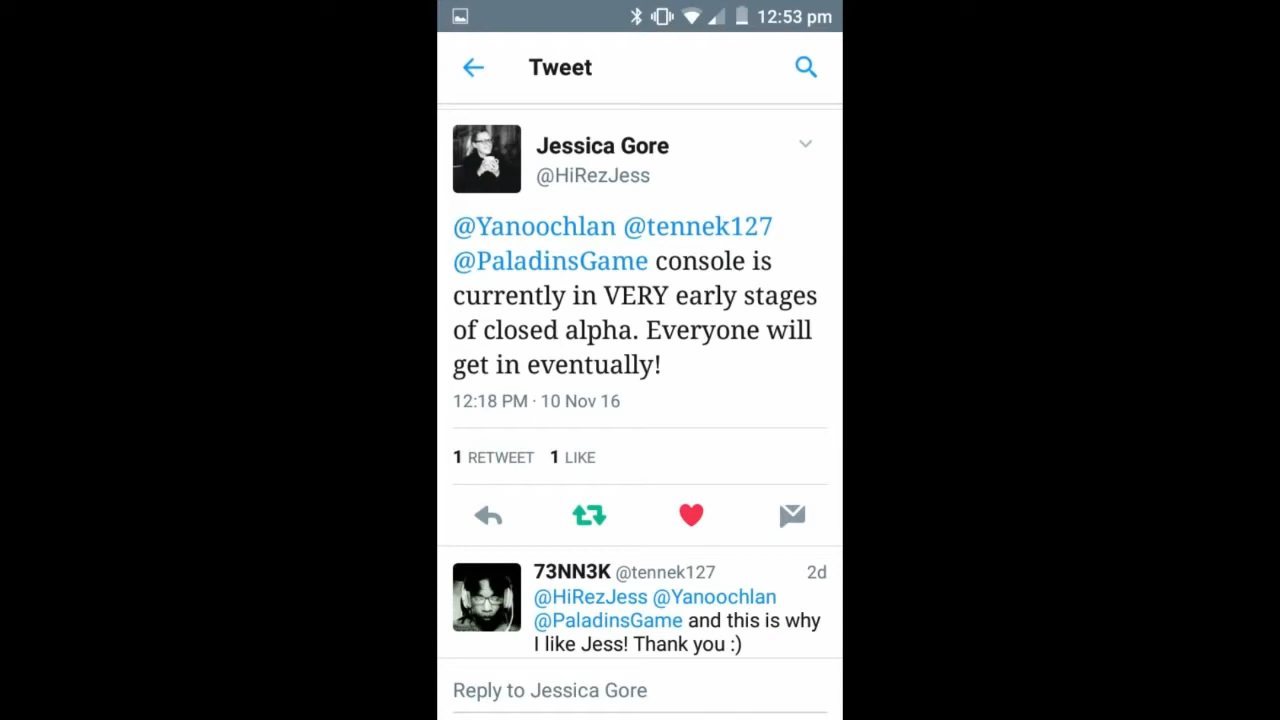 12:53 pm
Tweet
Jessica Gore
@HiRezJess
@Yanoochlan @tennek127
@PaladinsGame console is
currently in VERY early stages
of closed alpha. Everyone will
get in eventually!
12:18 PM · 10 Nov 16
1 RETWEET 1 LIKE
73NN3K @tennek127 2d
@HiRezJess @Yanoochlan
@PaladinsGame and this is why
I like Jess! Thank you :)
Reply to Jessica Gore